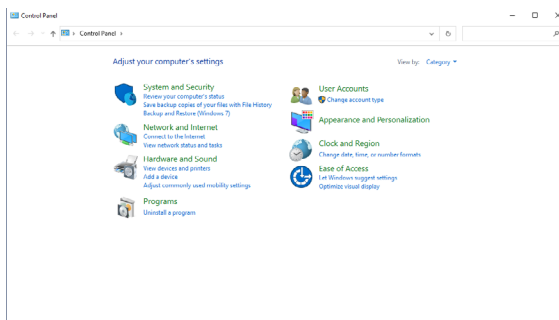 Control Panel
Control Panel
Adjust your computer's settings
View by: Category
System and Security
Review your computer's status
Save backup copies of your files with File History
Backup and Restore (Windows 7)
Network and Internet
Connect to the Internet
View network status and tasks
Hardware and Sound
View devices and printers
Add a device
Adjust commonly used mobility settings
Programs
Uninstall a program
User Accounts
Change account type
Appearance and Personalization
Clock and Region
Change date, time, or number formats
Ease of Access
Let Windows suggest settings
Optimize visual display